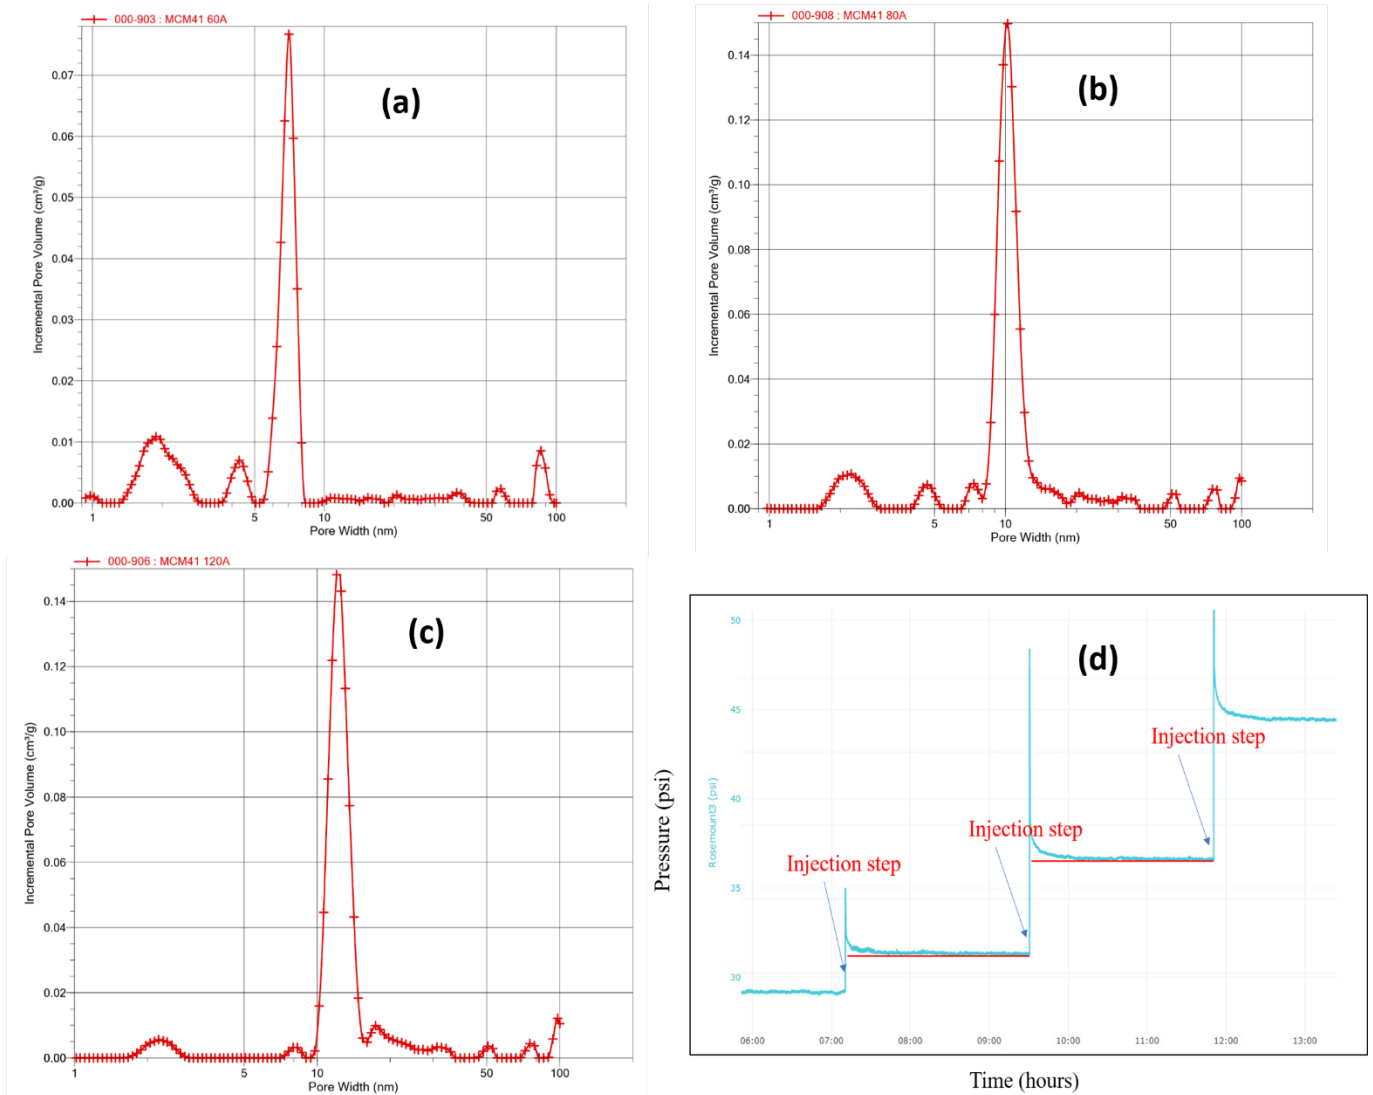 000-903 : MCM41 60A
(a)
Incremental Pore Volume (cm³/g)
0.07
0.06
0.05
0.04
0.03
0.02
0.01
0.00
1 5 10 50 100
Pore Width (nm)
000-908 : MCM41 80A
(b)
Incremental Pore Volume (cm³/g)
0.14
0.12
0.10
0.08
0.06
0.04
0.02
0.00
1 5 10 50 100
Pore Width (nm)
000-906 : MCM41 120A
(c)
Incremental Pore Volume (cm³/g)
0.14
0.12
0.10
0.08
0.06
0.04
0.02
0.00
1 10 50 100
Pore Width (nm)
(d)
Pressure (psi)
Rosemount3 (psi)
50
45
40
35
30
Injection step
Injection step
Injection step
06:00 07:00 08:00 09:00 10:00 11:00 12:00 13:00
Time (hours)